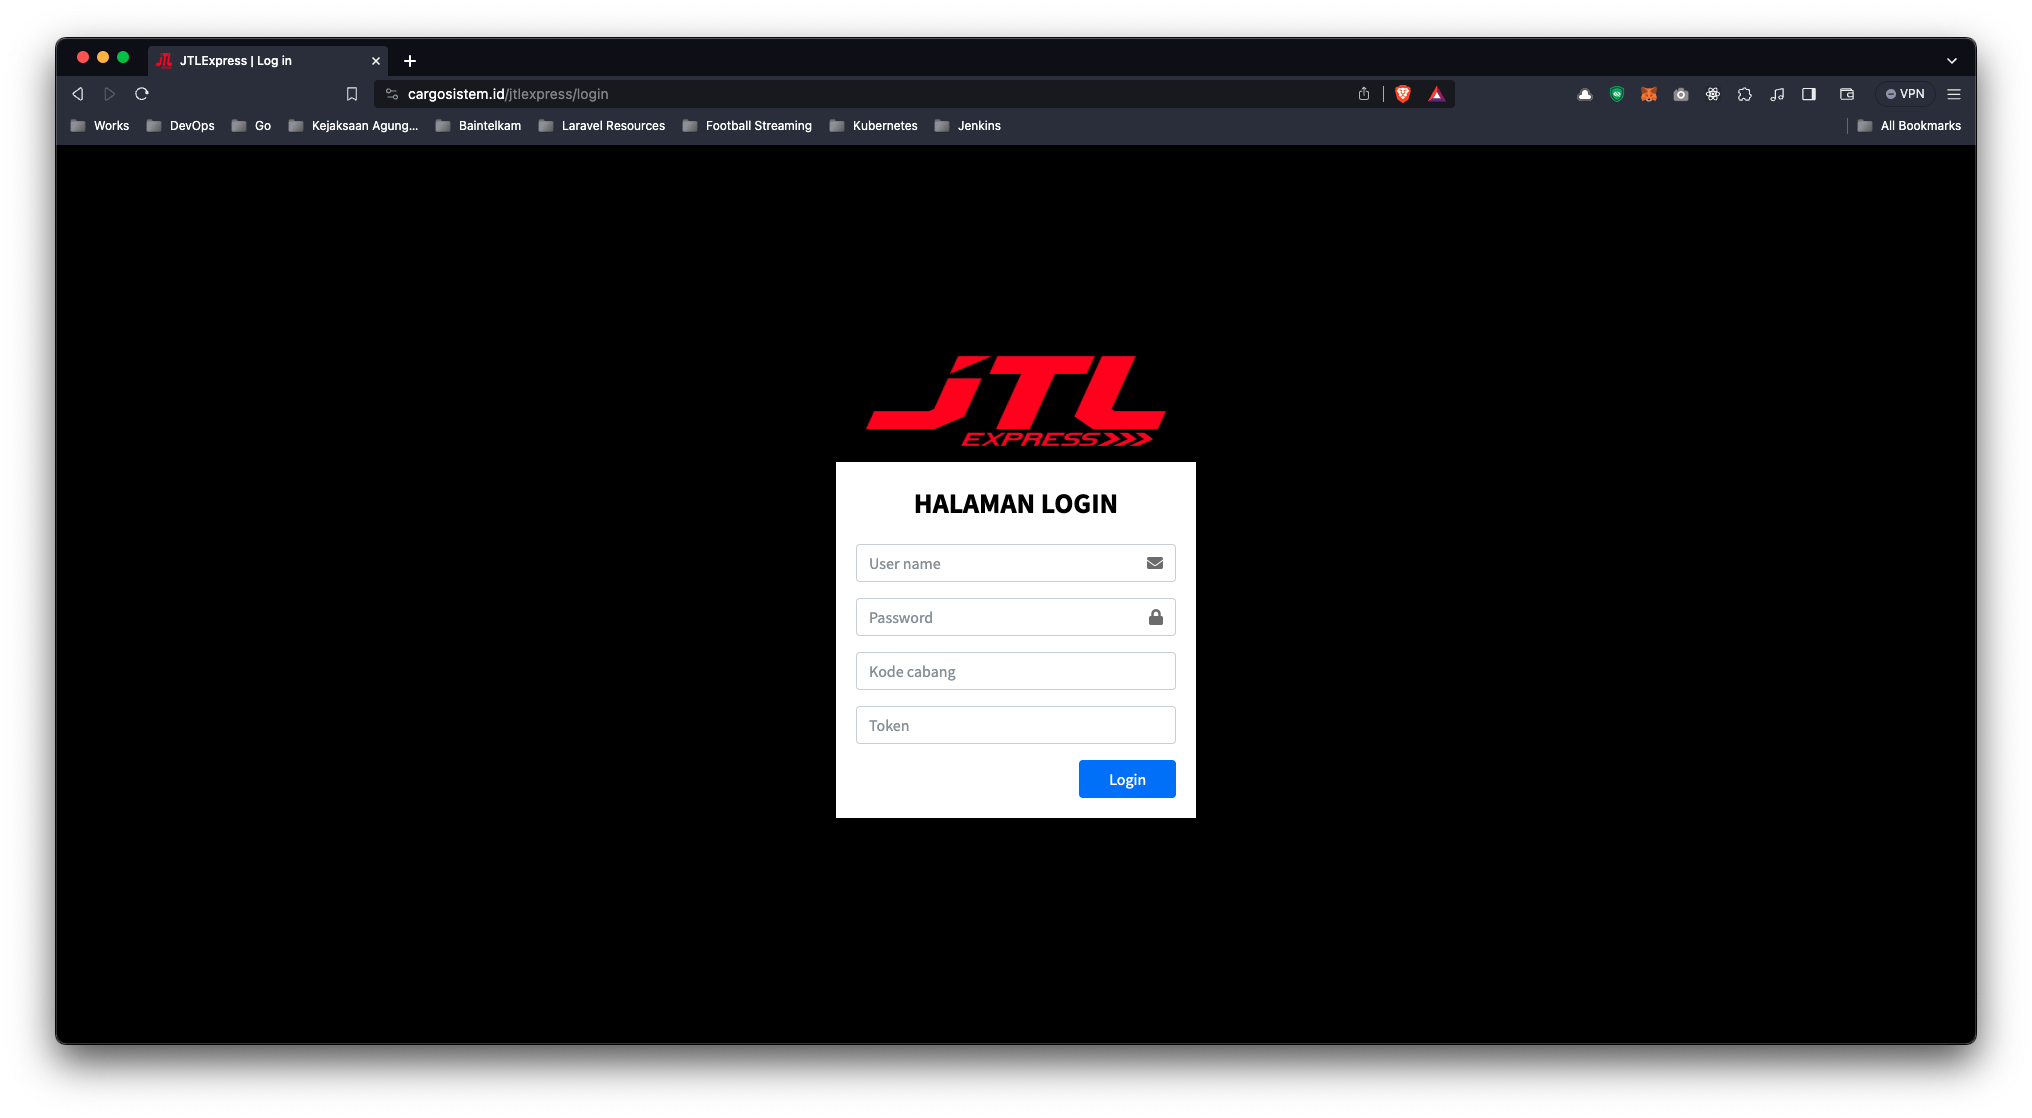 JTLExpress | Log in
cargosistem.id/jtlexpress/login
VPN
Works DevOps Go Kejaksaan Agung... Baintelkam Laravel Resources Football Streaming Kubernetes Jenkins All Bookmarks
JTL
EXPRESS
HALAMAN LOGIN
User name
Password
Kode cabang
Token
Login